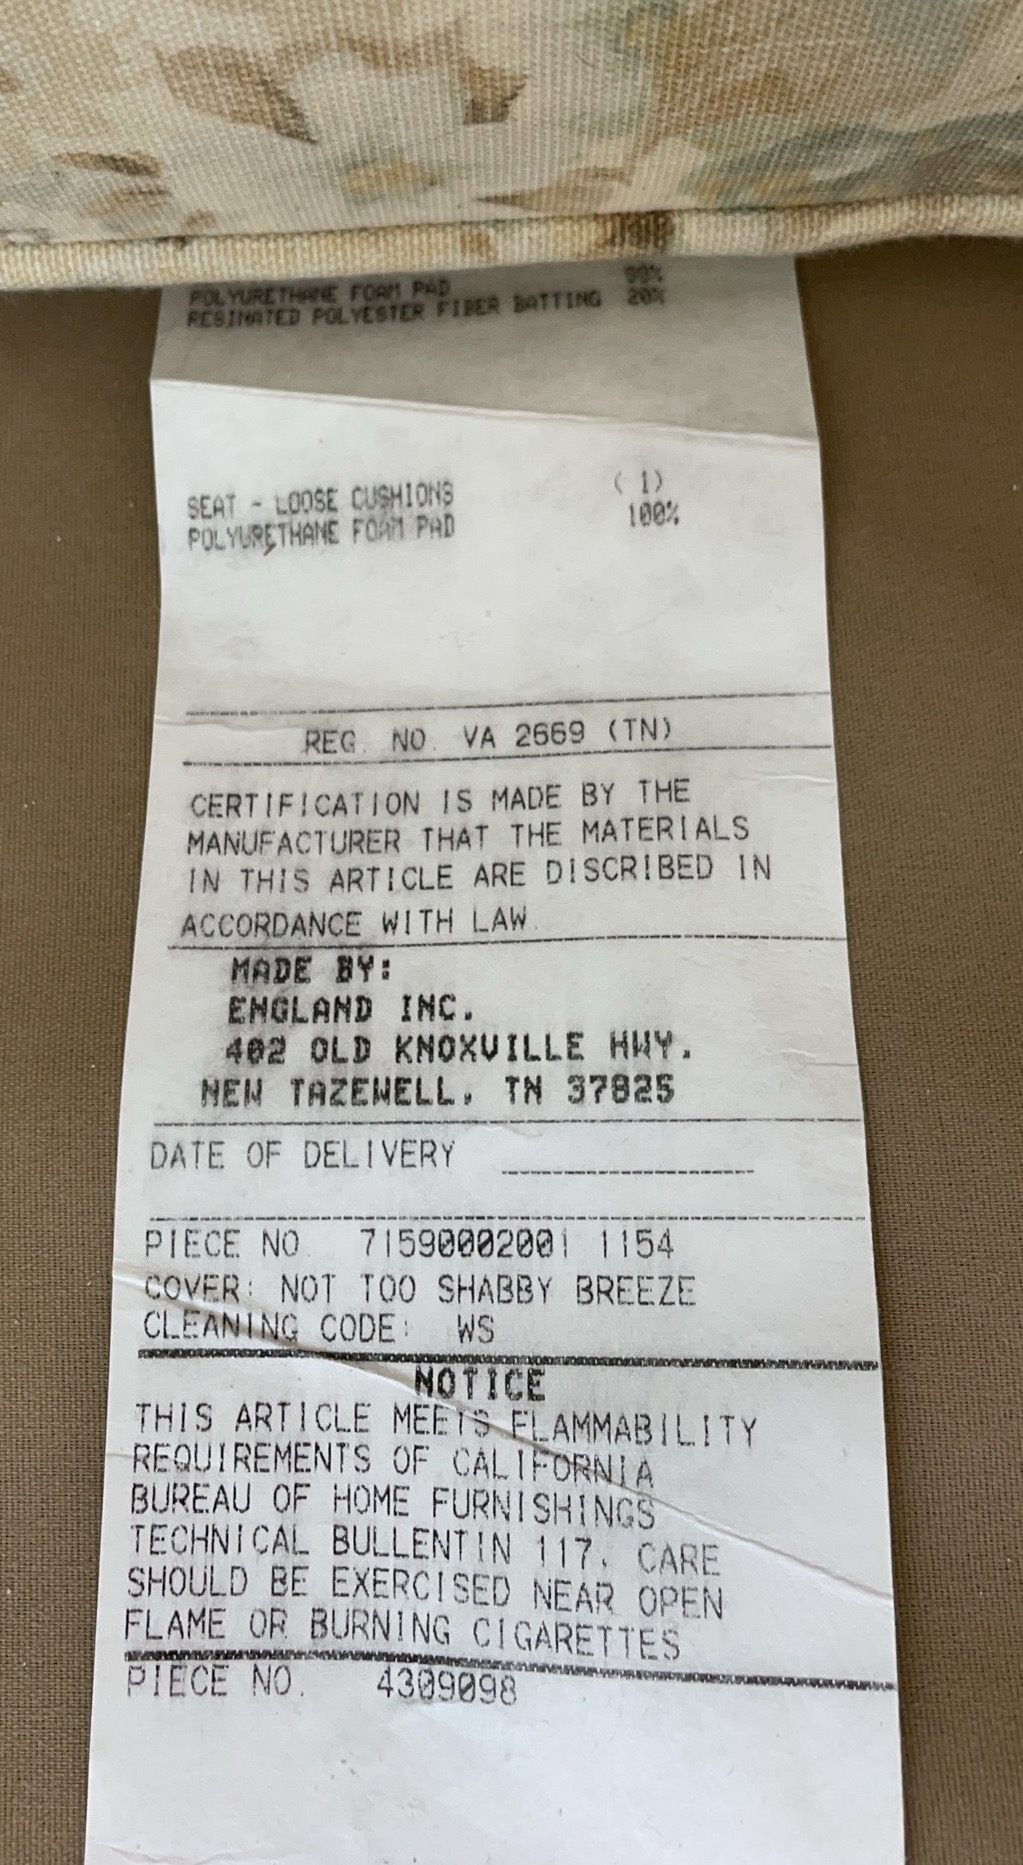 POLYURETHANE FOAM PAD
RESINATED POLYESTER FIBER BATTING 20%
SEAT - LOOSE CUSHIONS ( 1)
POLYURETHANE FOAM PAD 100%
REG. NO. VA 2669 (TN)
CERTIFICATION IS MADE BY THE
MANUFACTURER THAT THE MATERIALS
IN THIS ARTICLE ARE DISCRIBED IN
ACCORDANCE WITH LAW.
MADE BY:
ENGLAND INC.
402 OLD KNOXVILLE HWY.
NEW TAZEWELL, TN 37825
DATE OF DELIVERY
PIECE NO. 71590002001 1154
COVER: NOT TOO SHABBY BREEZE
CLEANING CODE: WS
NOTICE
THIS ARTICLE MEETS FLAMMABILITY
REQUIREMENTS OF CALIFORNIA
BUREAU OF HOME FURNISHINGS
TECHNICAL BULLENTIN 117. CARE
SHOULD BE EXERCISED NEAR OPEN
FLAME OR BURNING CIGARETTES
PIECE NO. 4309098